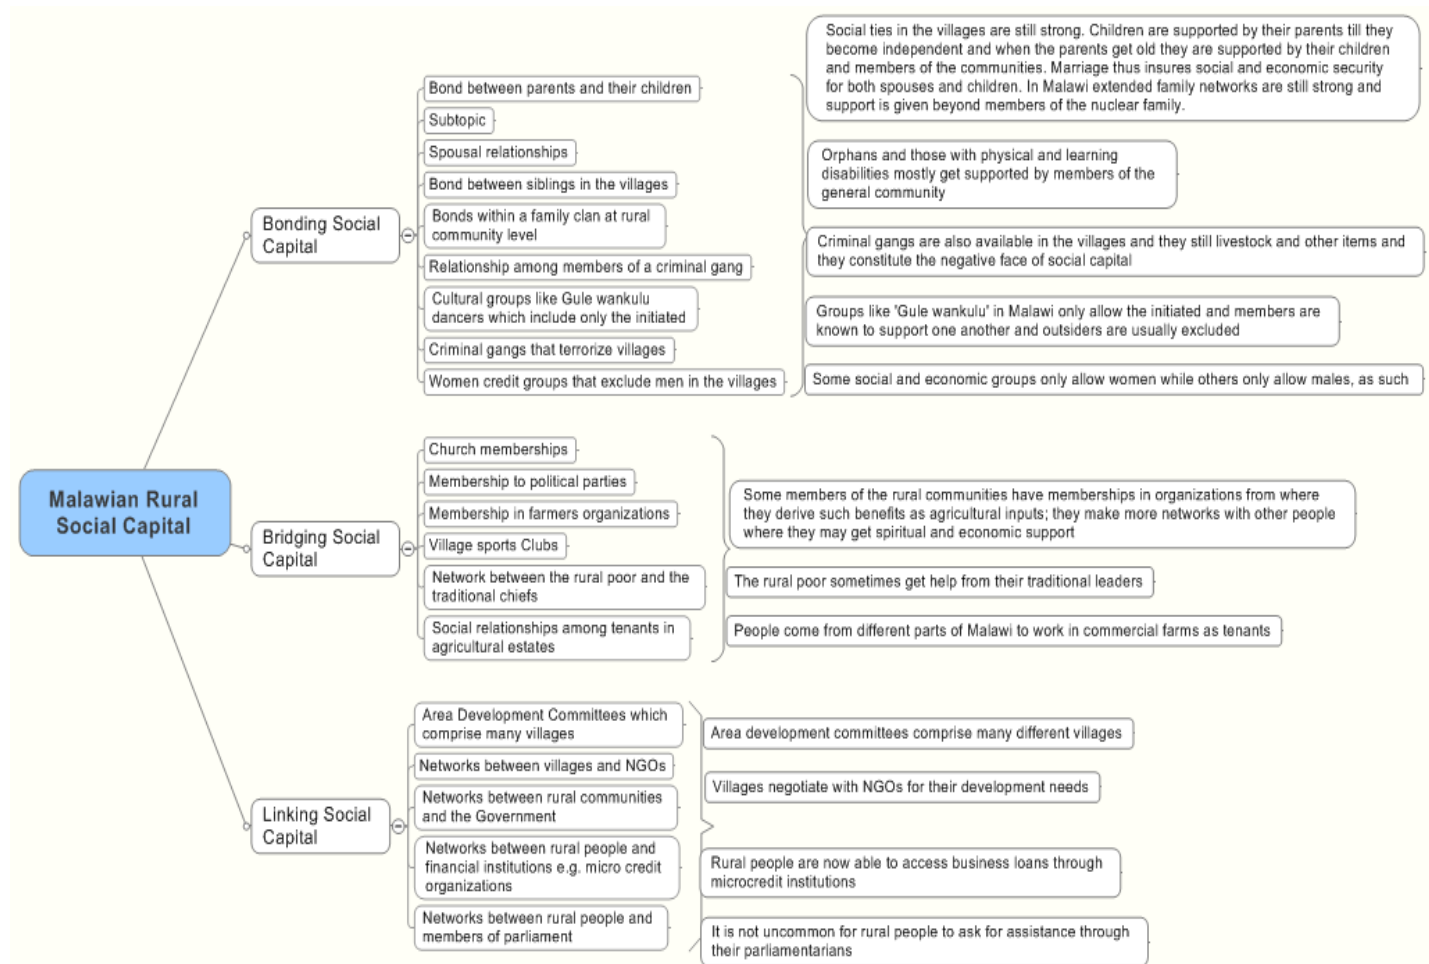 Malawian Rural
Social Capital
Bonding Social
Capital
Bond between parents and their children
Subtopic
Spousal relationships
Bond between siblings in the villages
Bonds within a family clan at rural
community level
Relationship among members of a criminal gang
Cultural groups like Gule wankulu
dancers which include only the initiated
Criminal gangs that terrorize villages
Women credit groups that exclude men in the villages
Social ties in the villages are still strong. Children are supported by their parents till they
become independent and when the parents get old they are supported by their children
and members of the communities. Marriage thus insures social and economic security
for both spouses and children. In Malawi extended family networks are still strong and
support is given beyond members of the nuclear family.
Orphans and those with physical and learning
disabilities mostly get supported by members of the
general community
Criminal gangs are also available in the villages and they still livestock and other items and
they constitute the negative face of social capital
Groups like 'Gule wankulu' in Malawi only allow the initiated and members are
known to support one another and outsiders are usually excluded
Some social and economic groups only allow women while others only allow males, as such
Bridging Social
Capital
Church memberships
Membership to political parties
Membership in farmers organizations
Village sports Clubs
Network between the rural poor and the
traditional chiefs
Social relationships among tenants in
agricultural estates
Some members of the rural communities have memberships in organizations from where
they derive such benefits as agricultural inputs; they make more networks with other people
where they may get spiritual and economic support
The rural poor sometimes get help from their traditional leaders
People come from different parts of Malawi to work in commercial farms as tenants
Linking Social
Capital
Area Development Committees which
comprise many villages
Networks between villages and NGOs
Networks between rural communities
and the Government
Networks between rural people and
financial institutions e.g. micro credit
organizations
Networks between rural people and
members of parliament
Area development committees comprise many different villages
Villages negotiate with NGOs for their development needs
Rural people are now able to access business loans through
microcredit institutions
It is not uncommon for rural people to ask for assistance through
their parliamentarians